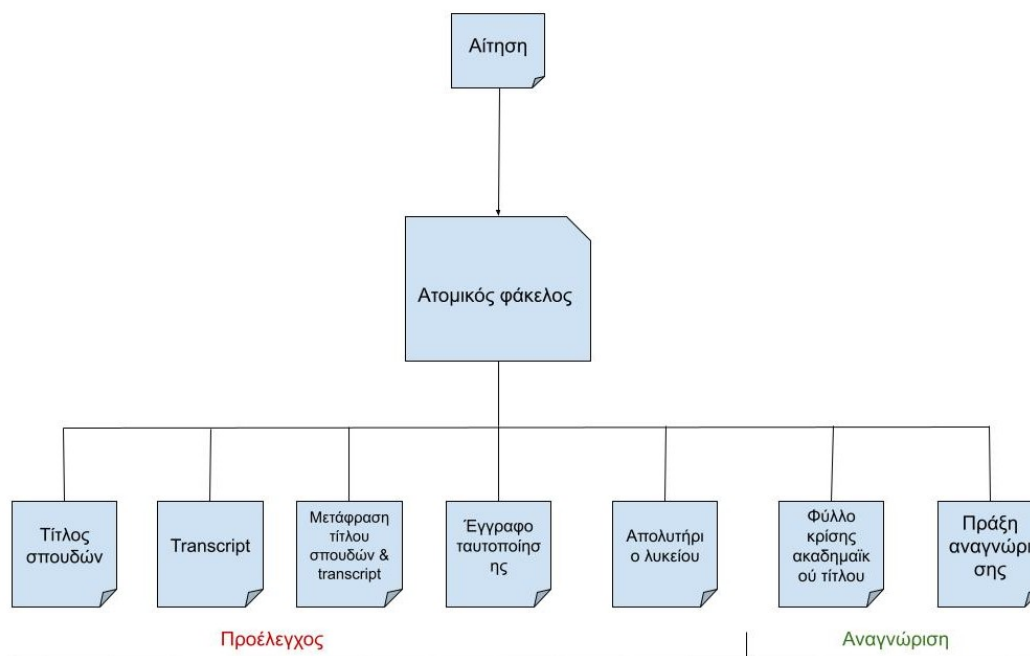 Αίτηση
Ατομικός φάκελος
Τίτλος
σπουδών
Transcript
Μετάφραση
τίτλου
σπουδών &
transcript
Έγγραφο
ταυτοποίησ
ης
Απολυτήρι
ο λυκείου
Φύλλο
κρίσης
ακαδημαϊκ
ού τίτλου
Πράξη
αναγνώρι
σης
Προέλεγχος
Αναγνώριση